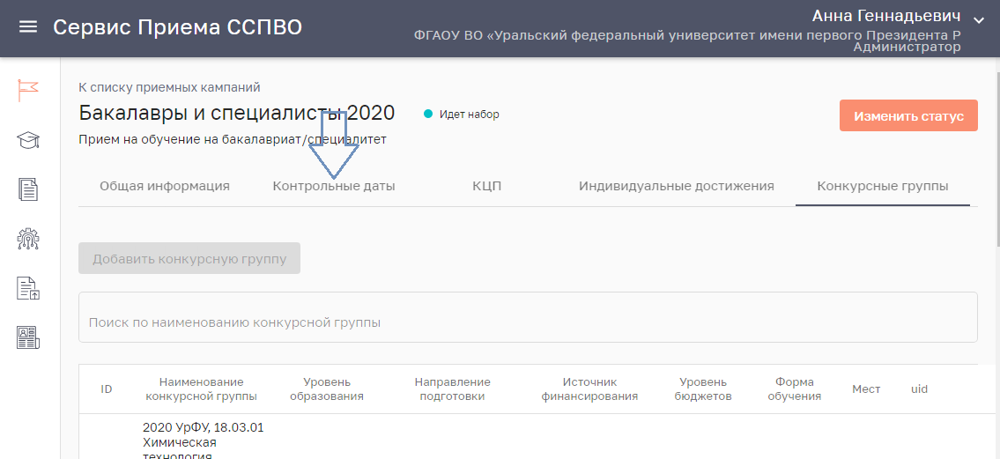 Сервис Приема ССПВО
Анна Геннадьевич
ФГАОУ ВО «Уральский федеральный университет имени первого Президента Р
Администратор
К списку приемных кампаний
Бакалавры и специалисты 2020
Идет набор
Изменить статус
Прием на обучение на бакалавриат/специалитет
Общая информация
Контрольные даты
КЦП
Индивидуальные достижения
Конкурсные группы
Добавить конкурсную группу
Поиск по наименованию конкурсной группы
ID
Наименование
конкурсной группы
Уровень
образования
Направление
подготовки
Источник
финансирования
Уровень
бюджетов
Форма
обучения
Мест
uid
2020 УрФУ, 18.03.01
Химическая
технология